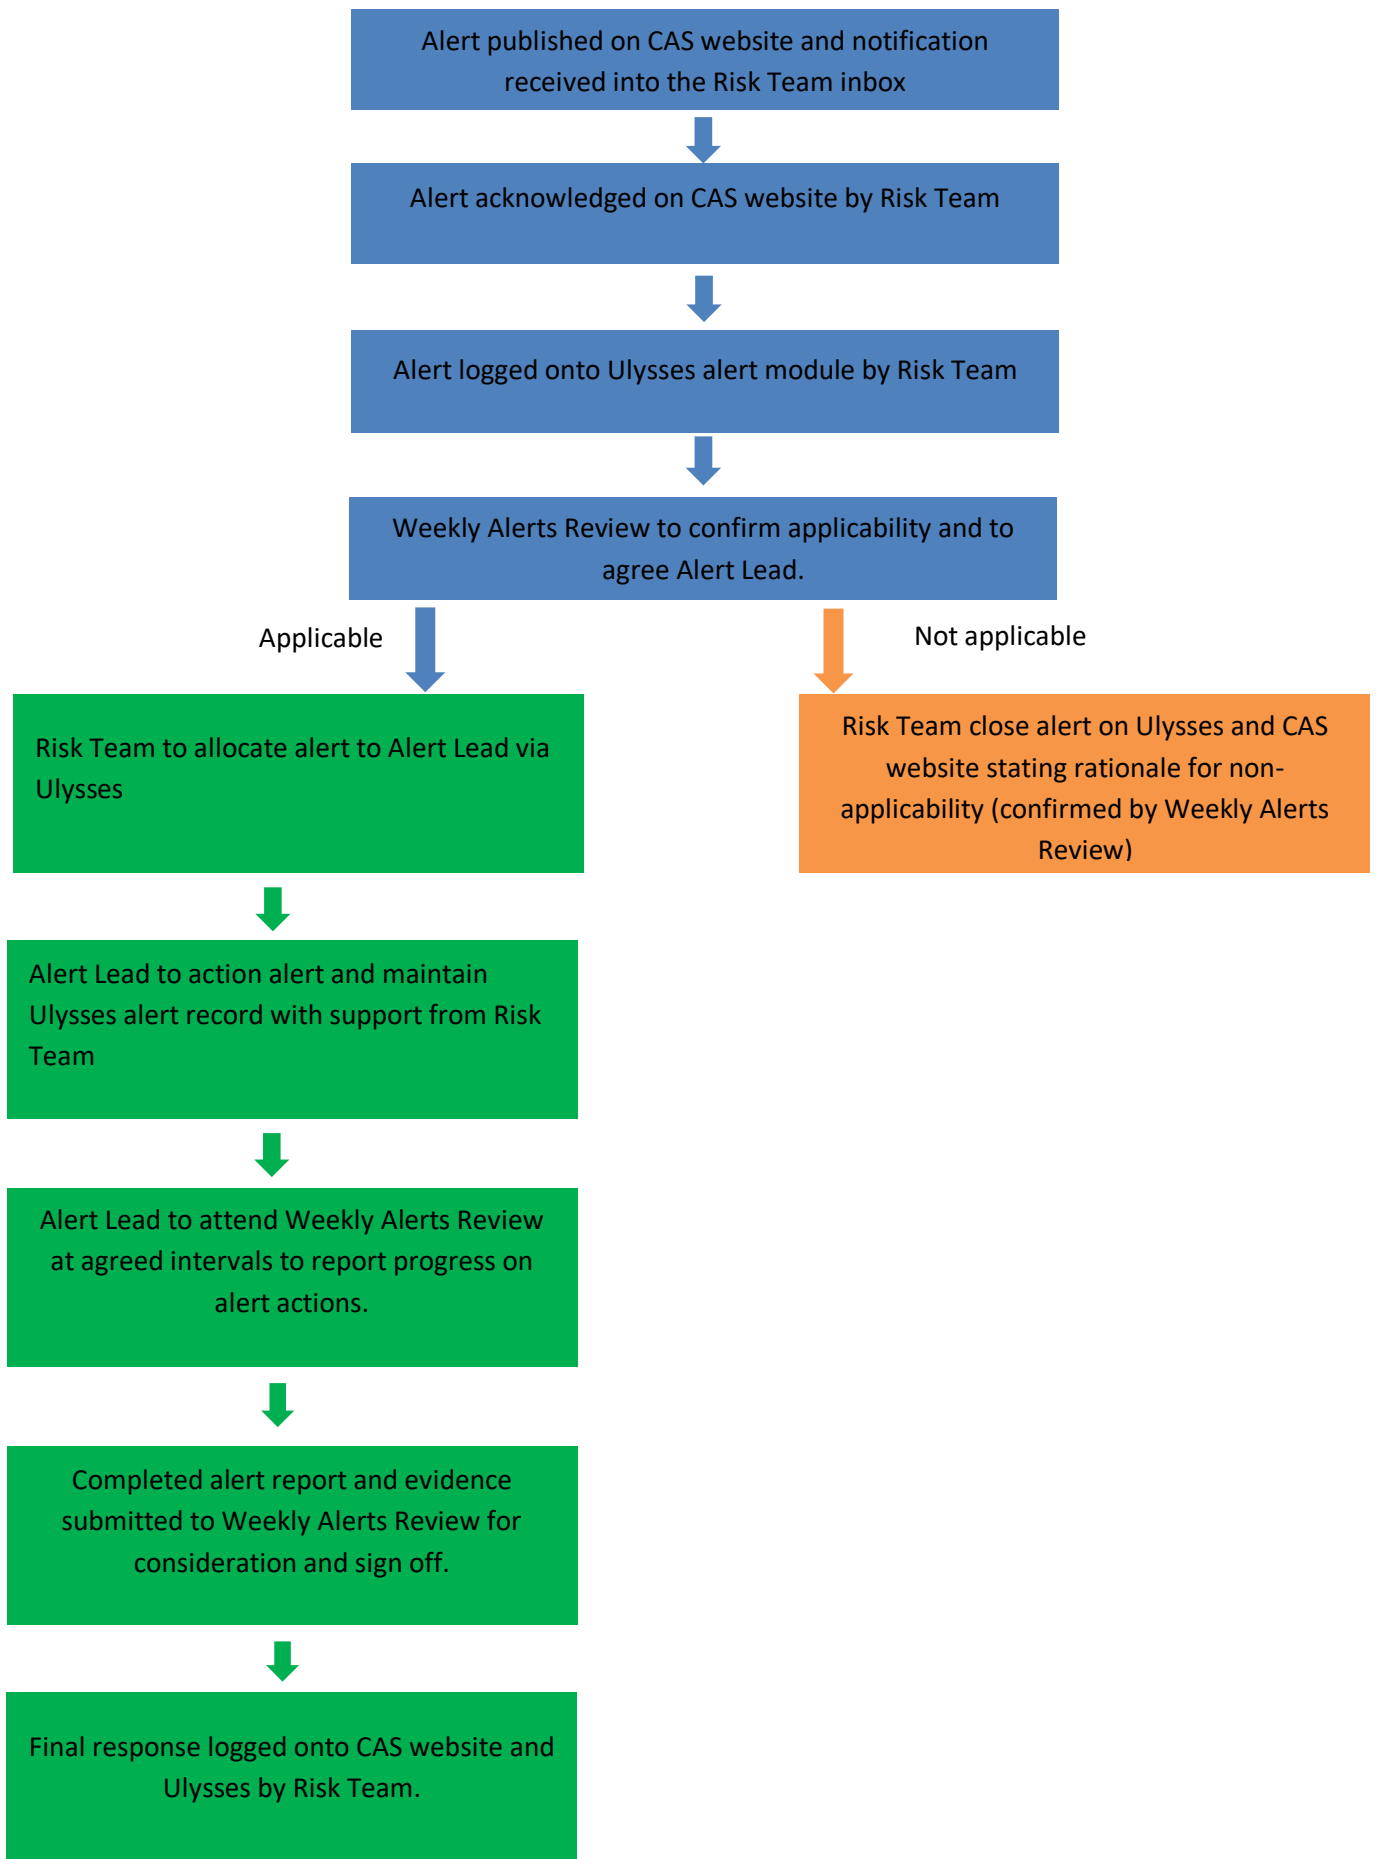 Alert published on CAS website and notification
received into the Risk Team inbox
Alert acknowledged on CAS website by Risk Team
Alert logged onto Ulysses alert module by Risk Team
Weekly Alerts Review to confirm applicability and to
agree Alert Lead.
Applicable
Not applicable
Risk Team to allocate alert to Alert Lead via
Ulysses
Risk Team close alert on Ulysses and CAS
website stating rationale for non-
applicability (confirmed by Weekly Alerts
Review)
Alert Lead to action alert and maintain
Ulysses alert record with support from Risk
Team
Alert Lead to attend Weekly Alerts Review
at agreed intervals to report progress on
alert actions.
Completed alert report and evidence
submitted to Weekly Alerts Review for
consideration and sign off.
Final response logged onto CAS website and
Ulysses by Risk Team.